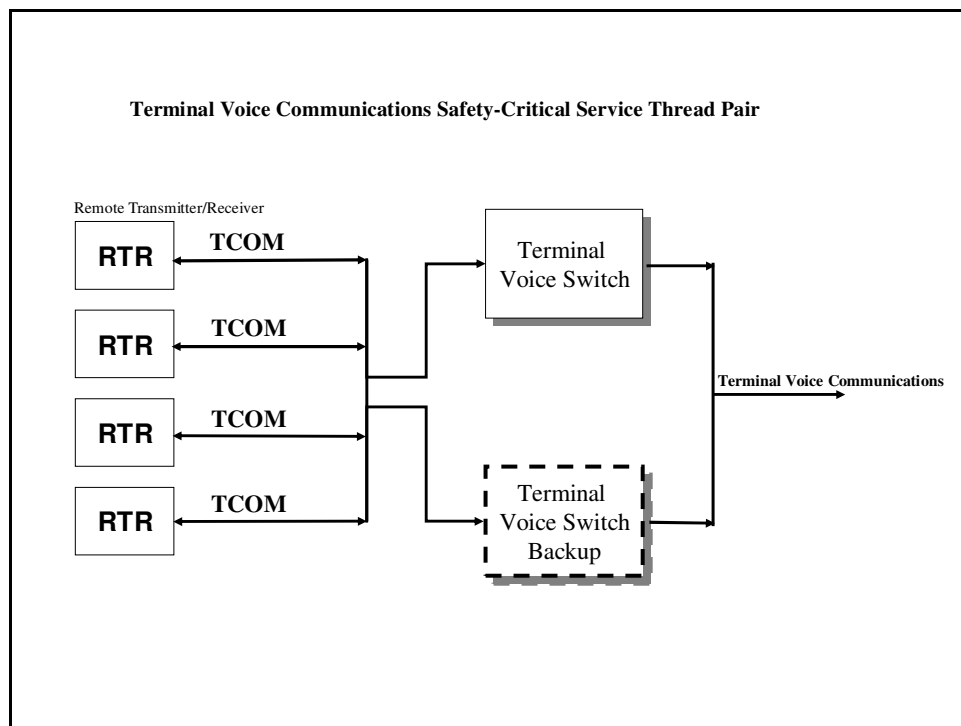 Terminal Voice Communications Safety-Critical Service Thread Pair
Remote Transmitter/Receiver
RTR
TCOM
RTR
TCOM
RTR
TCOM
RTR
TCOM
Terminal
Voice Switch
Terminal
Voice Switch
Backup
Terminal Voice Communications